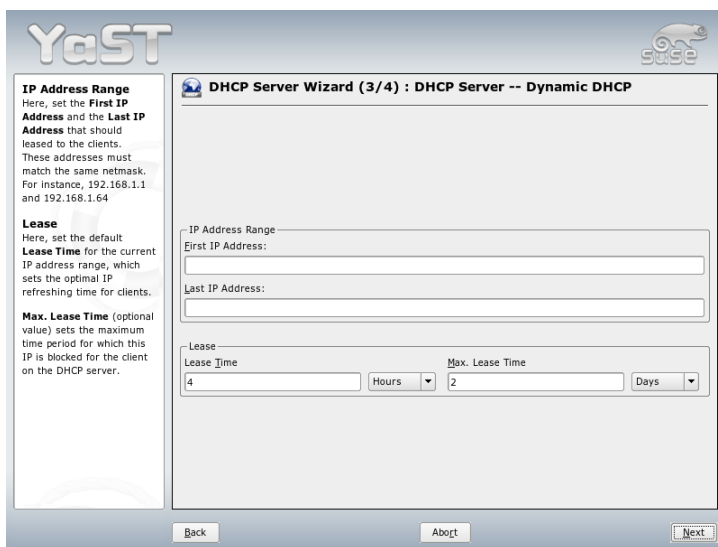 YaST
SUSE
IP Address Range
Here, set the First IP
Address and the Last IP
Address that should
leased to the clients.
These addresses must
match the same netmask.
For instance, 192.168.1.1
and 192.168.1.64
Lease
Here, set the default
Lease Time for the current
IP address range, which
sets the optimal IP
refreshing time for clients.
Max. Lease Time (optional
value) sets the maximum
time period for which this
IP is blocked for the client
on the DHCP server.
DHCP Server Wizard (3/4) : DHCP Server -- Dynamic DHCP
IP Address Range
First IP Address:
Last IP Address:
Lease
Lease Time
Max. Lease Time
4
Hours
2
Days
Back
Abort
Next